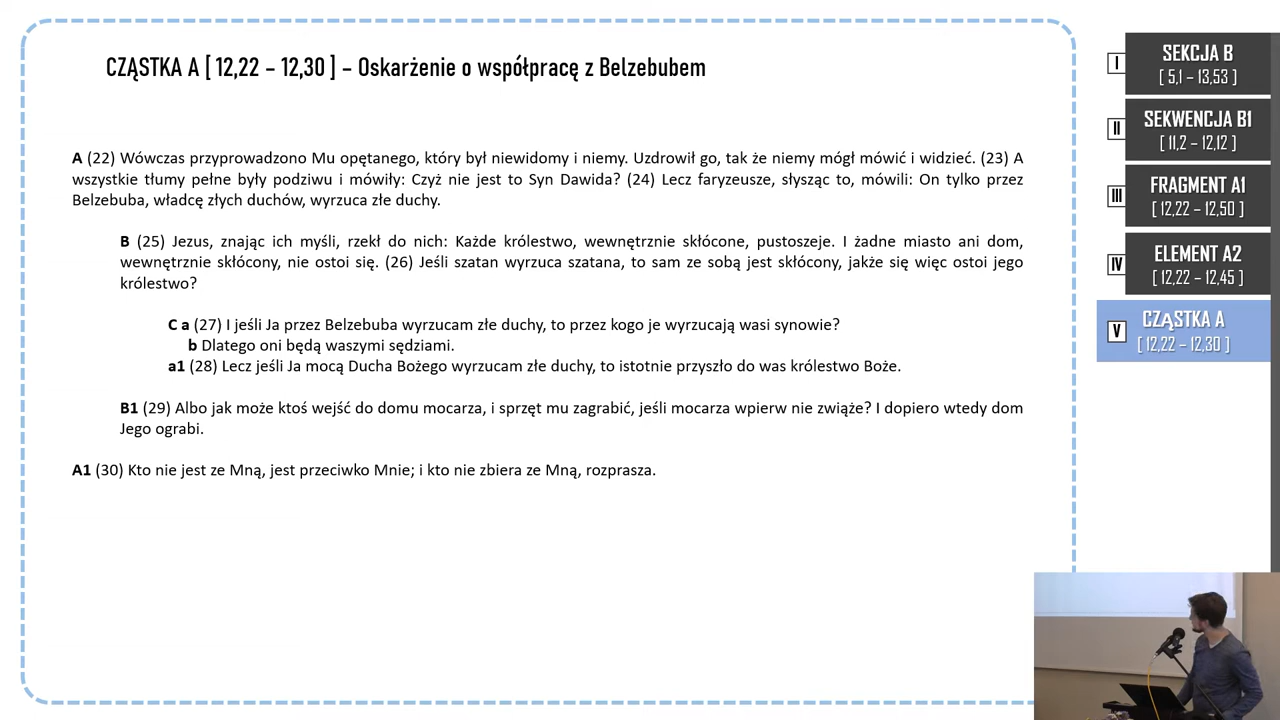 CZĄSTKA A [ 12,22 – 12,30 ] – Oskarżenie o współpracę z Belzebubem
A (22) Wówczas przyprowadzono Mu opętanego, który był niewidomy i niemy. Uzdrowił go, tak że niemy mógł mówić i widzieć. (23) A
wszystkie tłumy pełne były podziwu i mówiły: Czyż nie jest to Syn Dawida? (24) Lecz faryzeusze, słysząc to, mówili: On tylko przez
Belzebuba, władcę złych duchów, wyrzuca złe duchy.
B (25) Jezus, znając ich myśli, rzekł do nich: Każde królestwo, wewnętrznie skłócone, pustoszeje. I żadne miasto ani dom,
wewnętrznie skłócony, nie ostoi się. (26) Jeśli szatan wyrzuca szatana, to sam ze sobą jest skłócony, jakże się więc ostoi jego
królestwo?
C a (27) I jeśli Ja przez Belzebuba wyrzucam złe duchy, to przez kogo je wyrzucają wasi synowie?
b Dlatego oni będą waszymi sędziami.
a1 (28) Lecz jeśli Ja mocą Ducha Bożego wyrzucam złe duchy, to istotnie przyszło do was królestwo Boże.
B1 (29) Albo jak może ktoś wejść do domu mocarza, i sprzęt mu zagrabić, jeśli mocarza wpierw nie zwiąże? I dopiero wtedy dom
Jego ograbi.
A1 (30) Kto nie jest ze Mną, jest przeciwko Mnie; i kto nie zbiera ze Mną, rozprasza.
I
SEKCJA B
[ 5,1 – 13,53 ]
II
SEKWENCJA B1
[ 11,2 – 12,12 ]
III
FRAGMENT A1
[ 12,22 – 12,50 ]
IV
ELEMENT A2
[ 12,22 – 12,45 ]
V
CZĄSTKA A
[ 12,22 – 12,30 ]